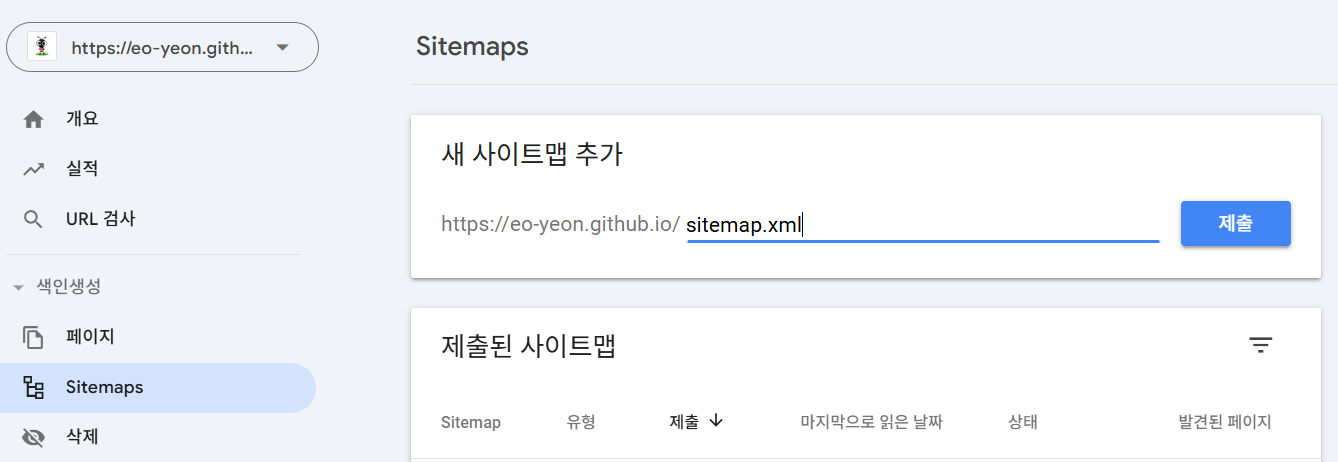 https://eo-yeon.gith...
개요
실적
URL 검사
색인생성
페이지
Sitemaps
삭제
Sitemaps
새 사이트맵 추가
https://eo-yeon.github.io/ sitemap.xml 제출
제출된 사이트맵
Sitemap 유형 제출 마지막으로 읽은 날짜 상태 발견된 페이지